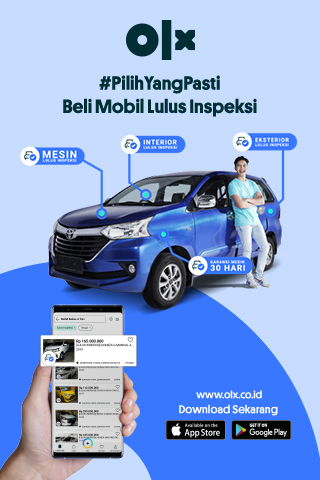 olx
#PilihYangPasti
Beli Mobil Lulus Inspeksi
MESIN
LULUS INSPEKSI
INTERIOR
LULUS INSPEKSI
EKSTERIOR
LULUS INSPEKSI
GARANSI MESIN
30 HARI
Rp 165.000.000
2019
www.olx.co.id
Download Sekarang
Available on the
App Store
GET IT ON
Google Play